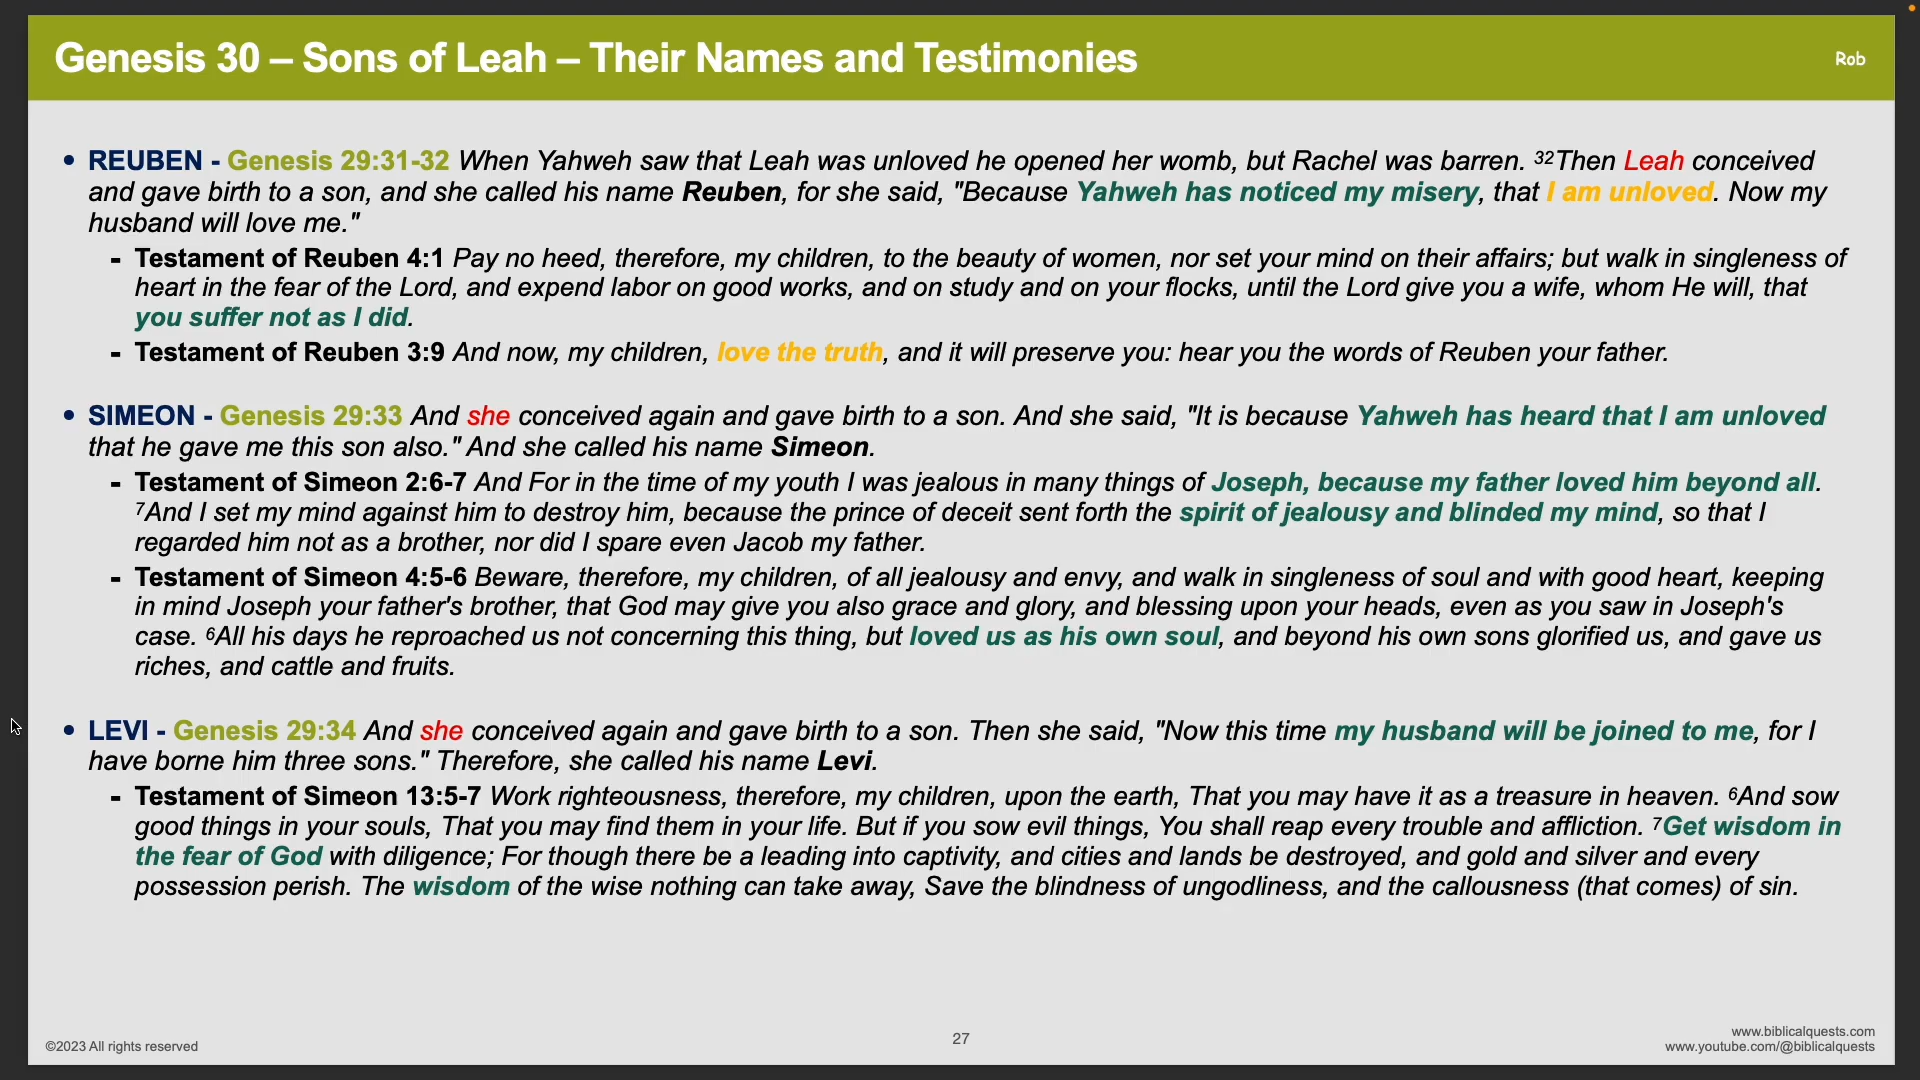 Genesis 30 – Sons of Leah – Their Names and Testimonies
Rob
• REUBEN - Genesis 29:31-32 When Yahweh saw that Leah was unloved he opened her womb, but Rachel was barren. ³²Then Leah conceived
and gave birth to a son, and she called his name Reuben, for she said, "Because Yahweh has noticed my misery, that I am unloved. Now my
husband will love me."
- Testament of Reuben 4:1 Pay no heed, therefore, my children, to the beauty of women, nor set your mind on their affairs; but walk in singleness of
heart in the fear of the Lord, and expend labor on good works, and on study and on your flocks, until the Lord give you a wife, whom He will, that
you suffer not as I did.
- Testament of Reuben 3:9 And now, my children, love the truth, and it will preserve you: hear you the words of Reuben your father.
• SIMEON - Genesis 29:33 And she conceived again and gave birth to a son. And she said, "It is because Yahweh has heard that I am unloved
that he gave me this son also." And she called his name Simeon.
- Testament of Simeon 2:6-7 And For in the time of my youth I was jealous in many things of Joseph, because my father loved him beyond all.
⁷And I set my mind against him to destroy him, because the prince of deceit sent forth the spirit of jealousy and blinded my mind, so that I
regarded him not as a brother, nor did I spare even Jacob my father.
- Testament of Simeon 4:5-6 Beware, therefore, my children, of all jealousy and envy, and walk in singleness of soul and with good heart, keeping
in mind Joseph your father's brother, that God may give you also grace and glory, and blessing upon your heads, even as you saw in Joseph's
case. ⁶All his days he reproached us not concerning this thing, but loved us as his own soul, and beyond his own sons glorified us, and gave us
riches, and cattle and fruits.
• LEVI - Genesis 29:34 And she conceived again and gave birth to a son. Then she said, "Now this time my husband will be joined to me, for I
have borne him three sons." Therefore, she called his name Levi.
- Testament of Simeon 13:5-7 Work righteousness, therefore, my children, upon the earth, That you may have it as a treasure in heaven. ⁶And sow
good things in your souls, That you may find them in your life. But if you sow evil things, You shall reap every trouble and affliction. ⁷Get wisdom in
the fear of God with diligence; For though there be a leading into captivity, and cities and lands be destroyed, and gold and silver and every
possession perish. The wisdom of the wise nothing can take away, Save the blindness of ungodliness, and the callousness (that comes) of sin.
©2023 All rights reserved
27
www.biblicalquests.com
www.youtube.com/@biblicalquests